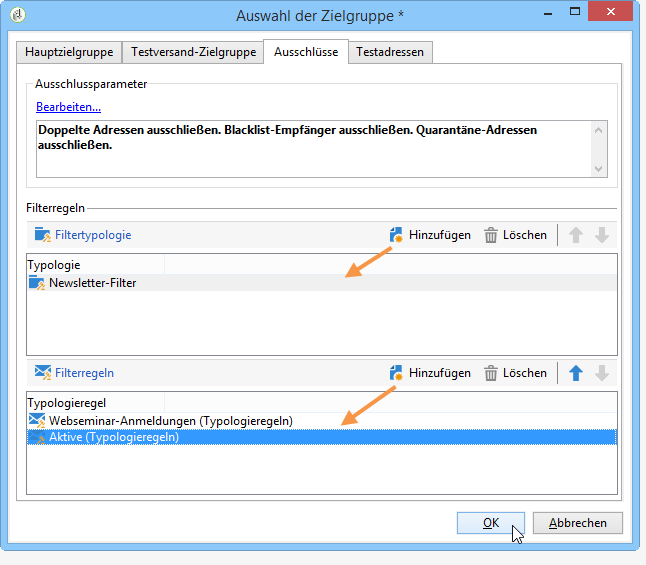 Auswahl der Zielgruppe *
Hauptzielgruppe Testversand-Zielgruppe Ausschlüsse Testadressen
Ausschlussparameter
Bearbeiten...
Doppelte Adressen ausschließen. Blacklist-Empfänger ausschließen. Quarantäne-Adressen
ausschließen.
Filterregeln
Filtertypologie Hinzufügen Löschen
Typologie
Newsletter-Filter
Filterregeln Hinzufügen Löschen
Typologieregel
Webseminar-Anmeldungen (Typologieregeln)
Aktive (Typologieregeln)
OK Abbrechen